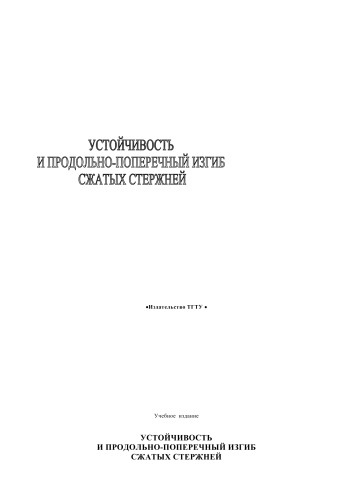 УСТОЙЧИВОСТЬ
И ПРОДОЛЬНО-ПОПЕРЕЧНЫЙ ИЗГИБ
СЖАТЫХ СТЕРЖНЕЙ
•Издательство ТГТУ •
Учебное издание
УСТОЙЧИВОСТЬ
И ПРОДОЛЬНО-ПОПЕРЕЧНЫЙ ИЗГИБ
СЖАТЫХ СТЕРЖНЕЙ